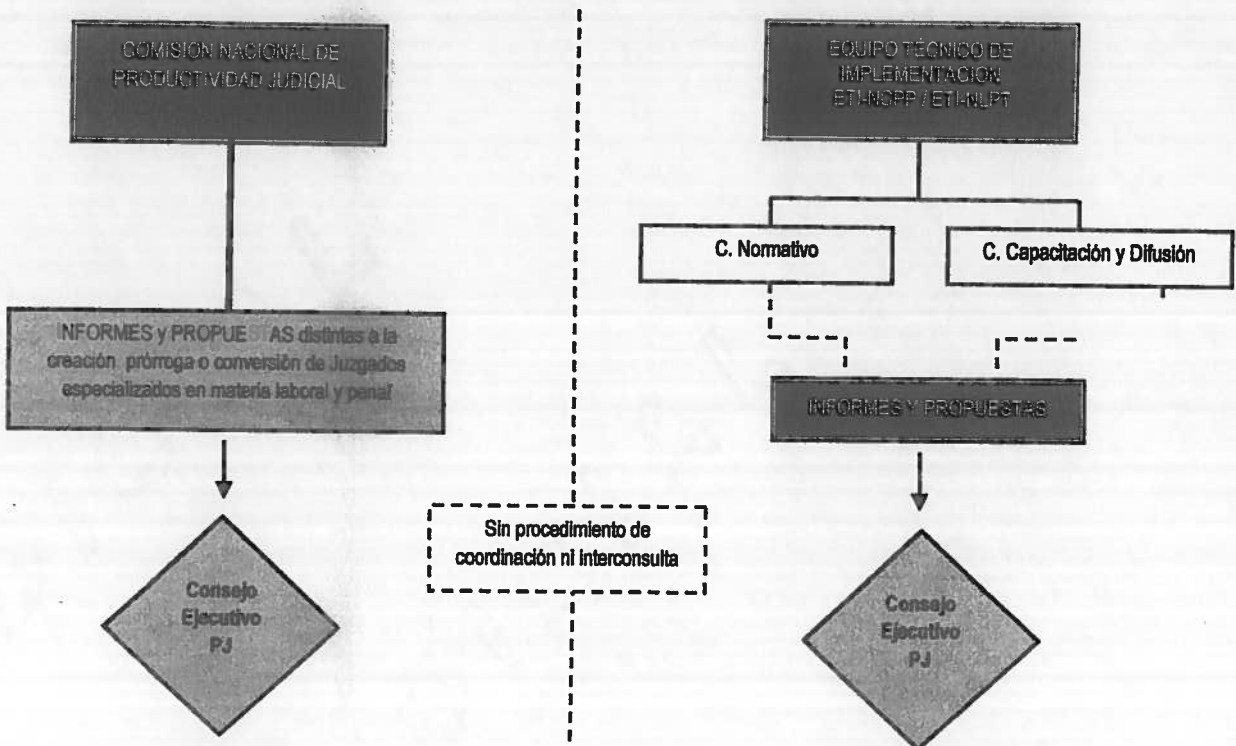 COMISION NACIONAL DE
PRODUCTIVIDAD JUDICIAL
INFORMES y PROPUE TAS distintas a la
creación prórroga o conversión de Juzgados
especializados en materia laboral y penal
Consejo
Ejecutivo
PJ
Sin procedimiento de
coordinación ni interconsulta
EQUIPO TÉCNICO DE
IMPLEMENTACION
ETI-NCPP / ETI-NLPT
C. Normativo
C. Capacitación y Difusión
INFORMES Y PROPUESTAS
Consejo
Ejecutivo
PJ